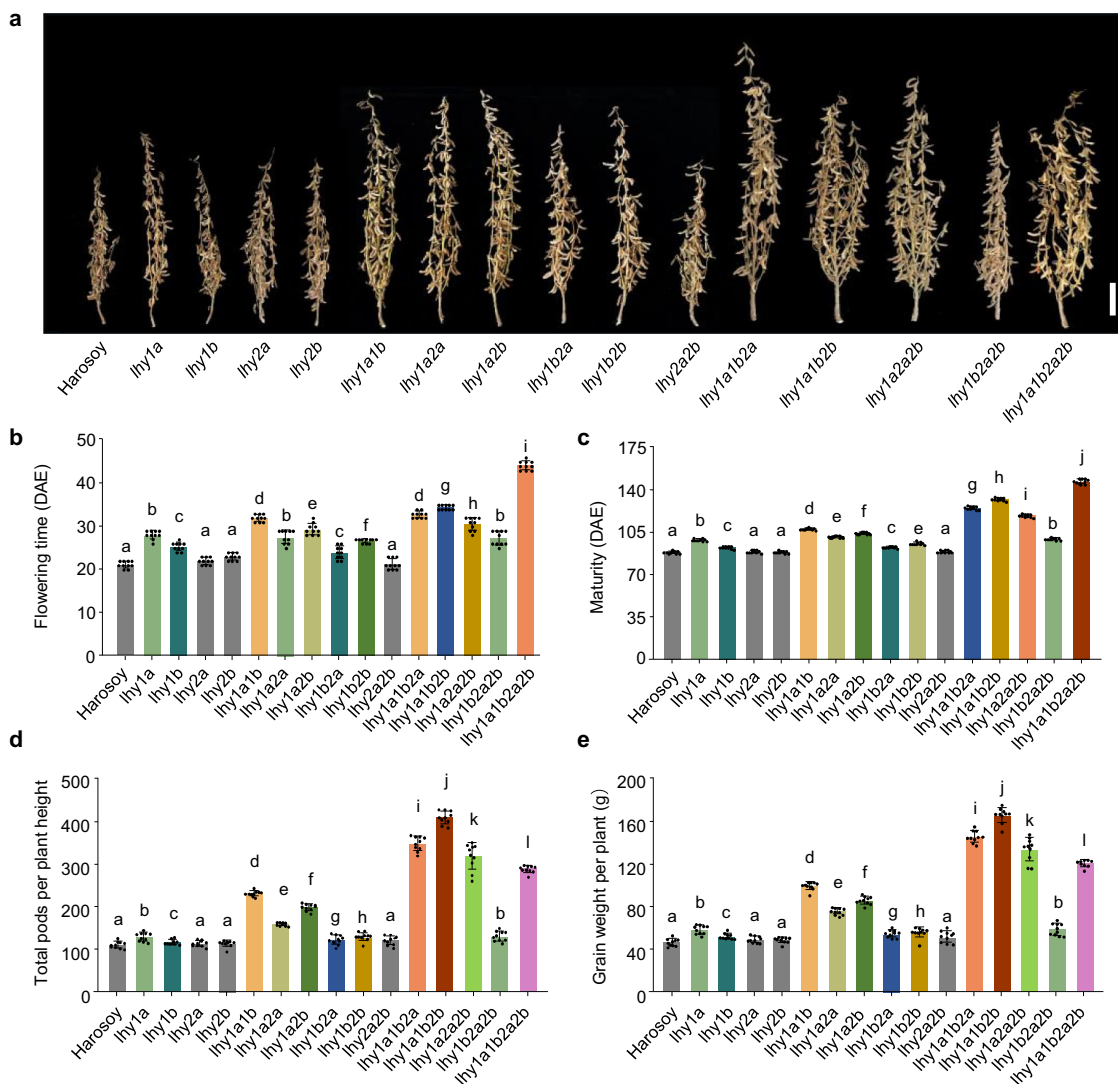 a
Harosoy
lhy1a
lhy1b
lhy2a
lhy2b
lhy1a1b
lhy1a2a
lhy1a2b
lhy1b2a
lhy1b2b
lhy2a2b
lhy1a1b2a
lhy1a1b2b
lhy1a2a2b
lhy1b2a2b
lhy1a1b2a2b
b
Flowering time (DAE)
50
40
30
20
10
0
a
b
c
a
a
d
b
e
c
f
a
d
g
h
b
i
Harosoy
lhy1a
lhy1b
lhy2a
lhy2b
lhy1a1b
lhy1a2a
lhy1a2b
lhy1b2a
lhy1b2b
lhy2a2b
lhy1a1b2a
lhy1a1b2b
lhy1a2a2b
lhy1b2a2b
lhy1a1b2a2b
c
Maturity (DAE)
175
140
105
70
35
0
a
b
c
a
a
d
e
f
c
e
a
g
h
i
b
j
Harosoy
lhy1a
lhy1b
lhy2a
lhy2b
lhy1a1b
lhy1a2a
lhy1a2b
lhy1b2a
lhy1b2b
lhy2a2b
lhy1a1b2a
lhy1a1b2b
lhy1a2a2b
lhy1b2a2b
lhy1a1b2a2b
d
Total pods per plant height
500
400
300
200
100
0
a
b
c
a
a
d
e
f
g
h
a
i
j
k
b
l
Harosoy
lhy1a
lhy1b
lhy2a
lhy2b
lhy1a1b
lhy1a2a
lhy1a2b
lhy1b2a
lhy1b2b
lhy2a2b
lhy1a1b2a
lhy1a1b2b
lhy1a2a2b
lhy1b2a2b
lhy1a1b2a2b
e
Grain weight per plant (g)
200
160
120
80
40
0
a
b
c
a
a
d
e
f
g
h
a
i
j
k
b
l
Harosoy
lhy1a
lhy1b
lhy2a
lhy2b
lhy1a1b
lhy1a2a
lhy1a2b
lhy1b2a
lhy1b2b
lhy2a2b
lhy1a1b2a
lhy1a1b2b
lhy1a2a2b
lhy1b2a2b
lhy1a1b2a2b